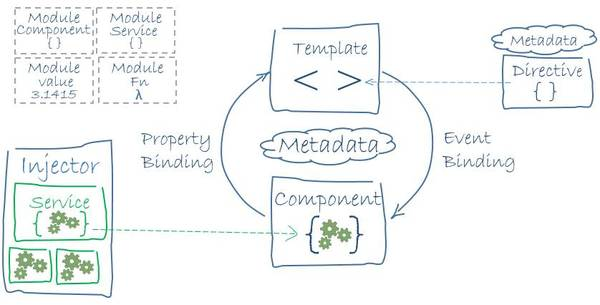 Module
Component
{ }
Module
Service
{ }
Module
value
3.1415
Module
Fn
λ
Template
< >
Metadata
Directive
{ }
Property
Binding
Metadata
Event
Binding
Injector
Service
{ }
Component
{ }